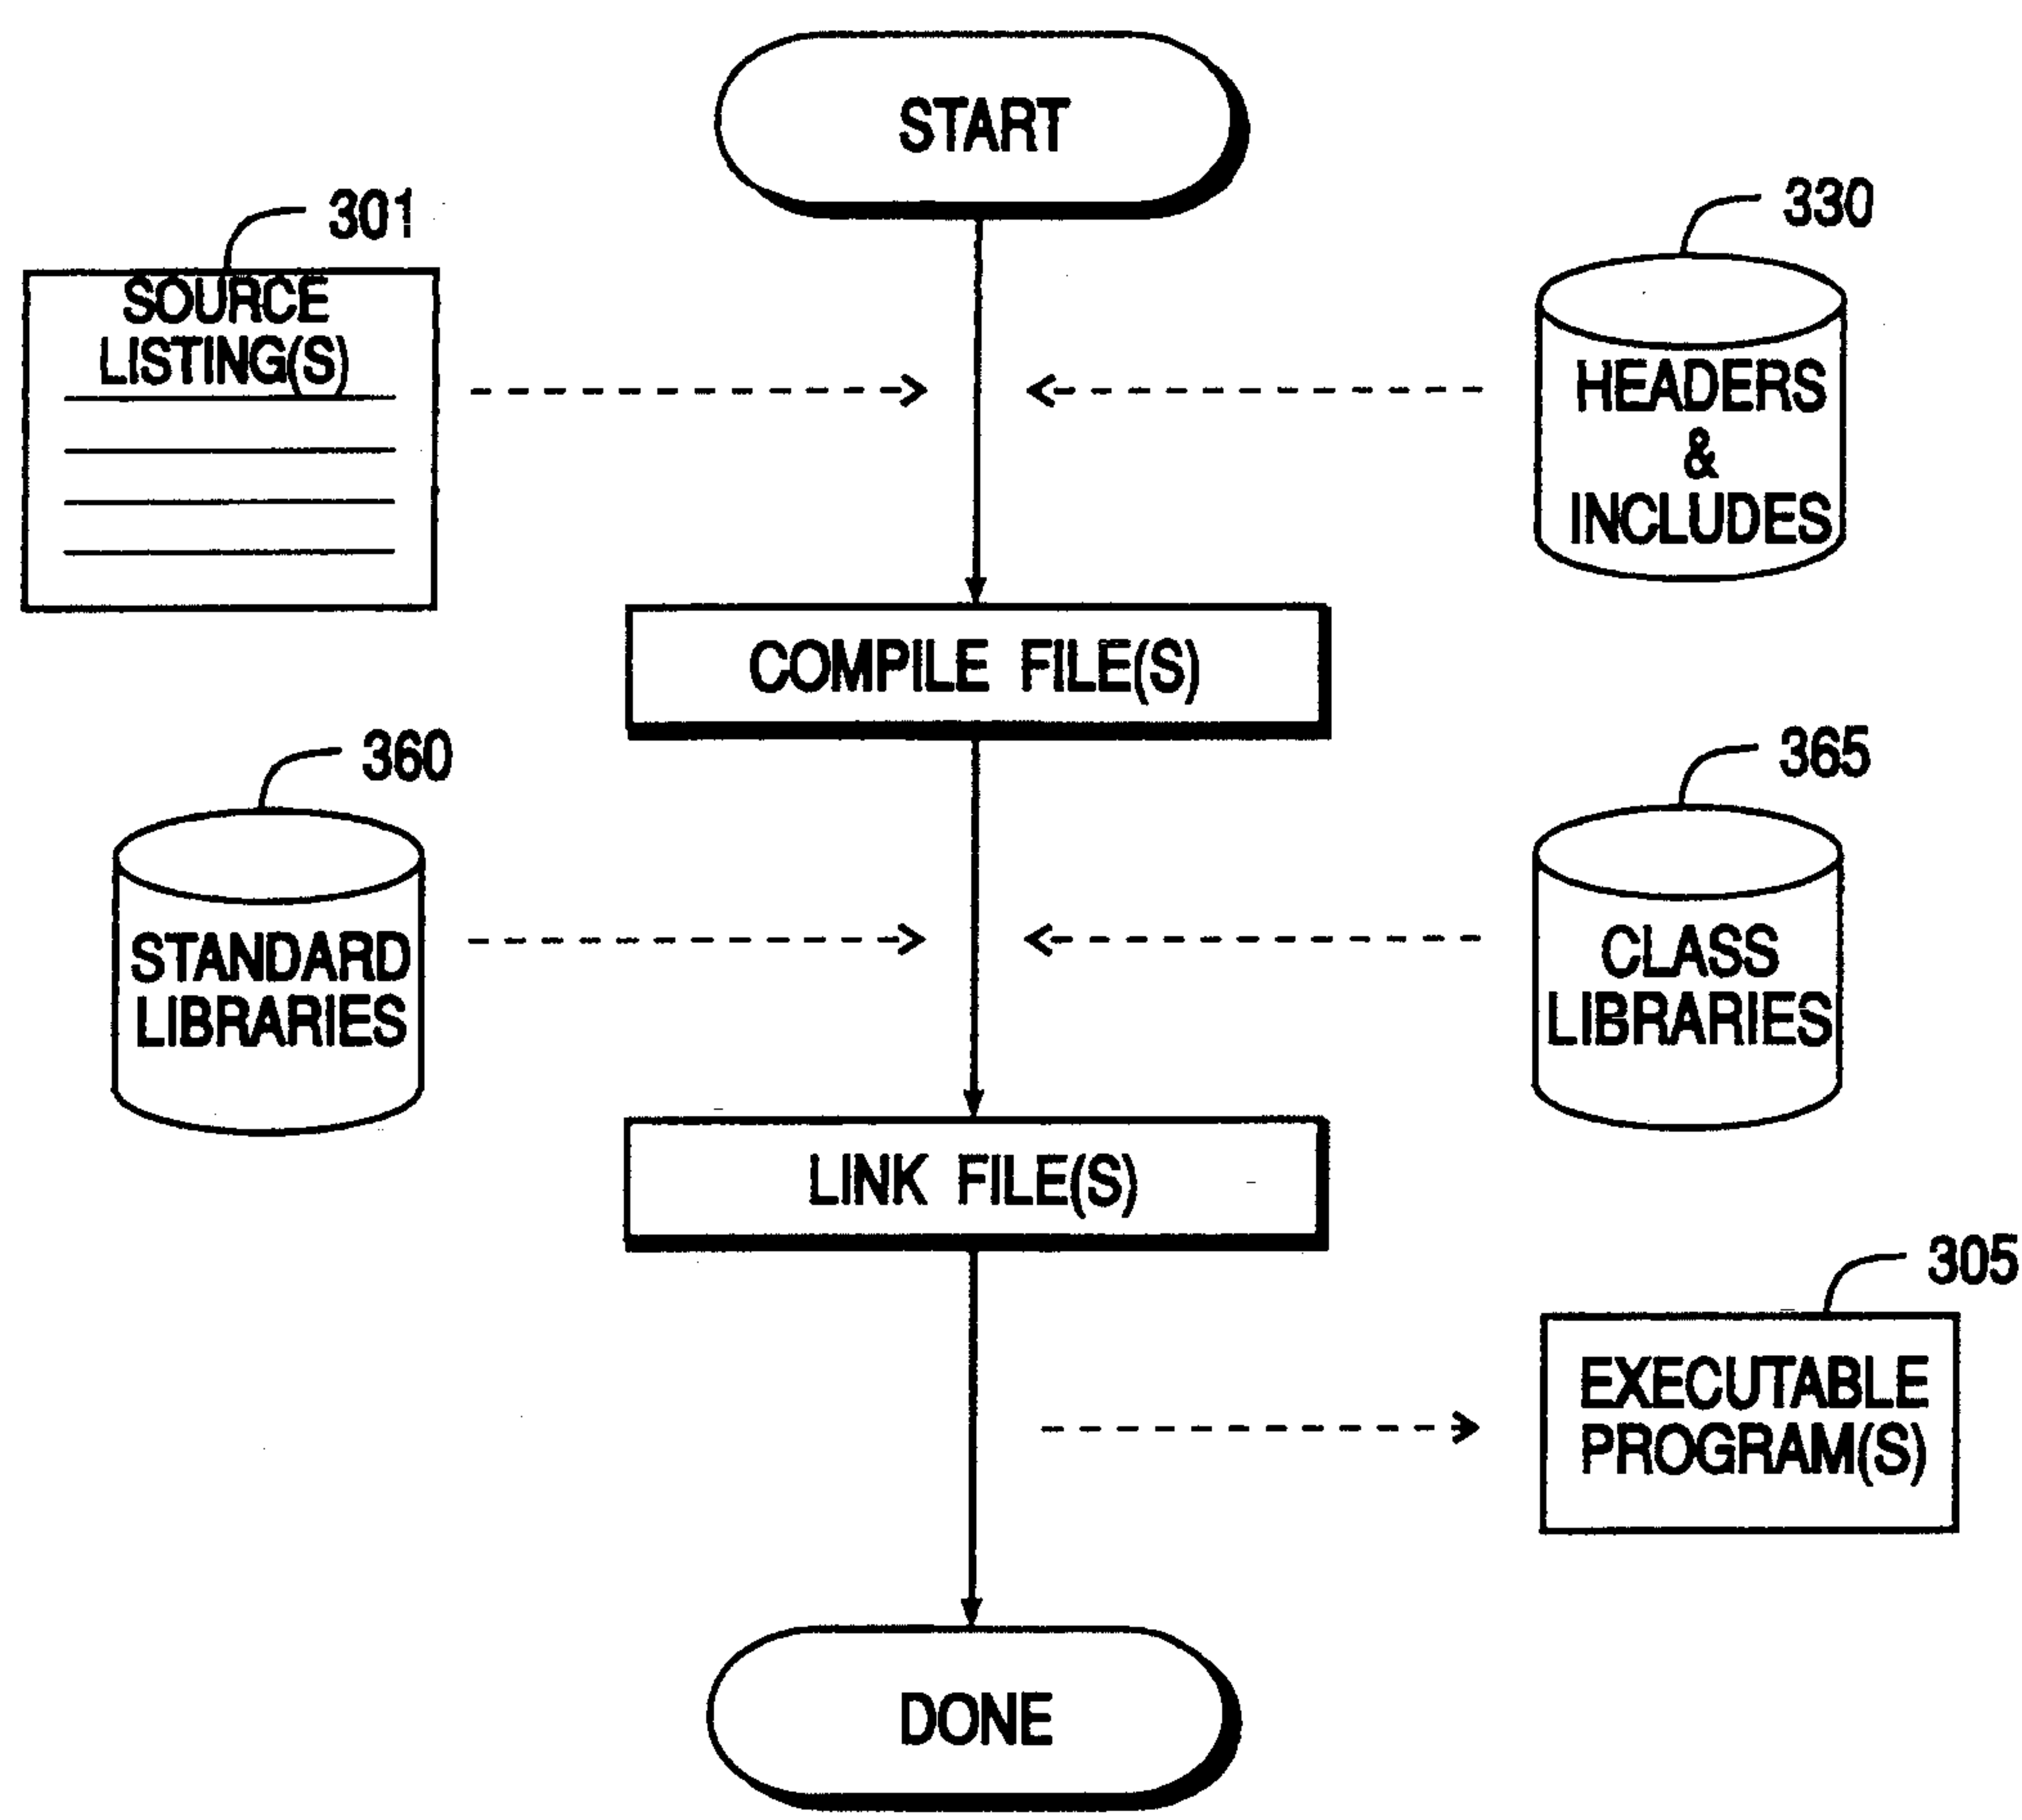 START
301
330
SOURCE
LISTING(S)
HEADERS
&
INCLUDES
COMPILE FILE(S)
360
365
STANDARD
LIBRARIES
CLASS
LIBRARIES
LINK FILE(S)
305
EXECUTABLE
PROGRAM(S)
DONE